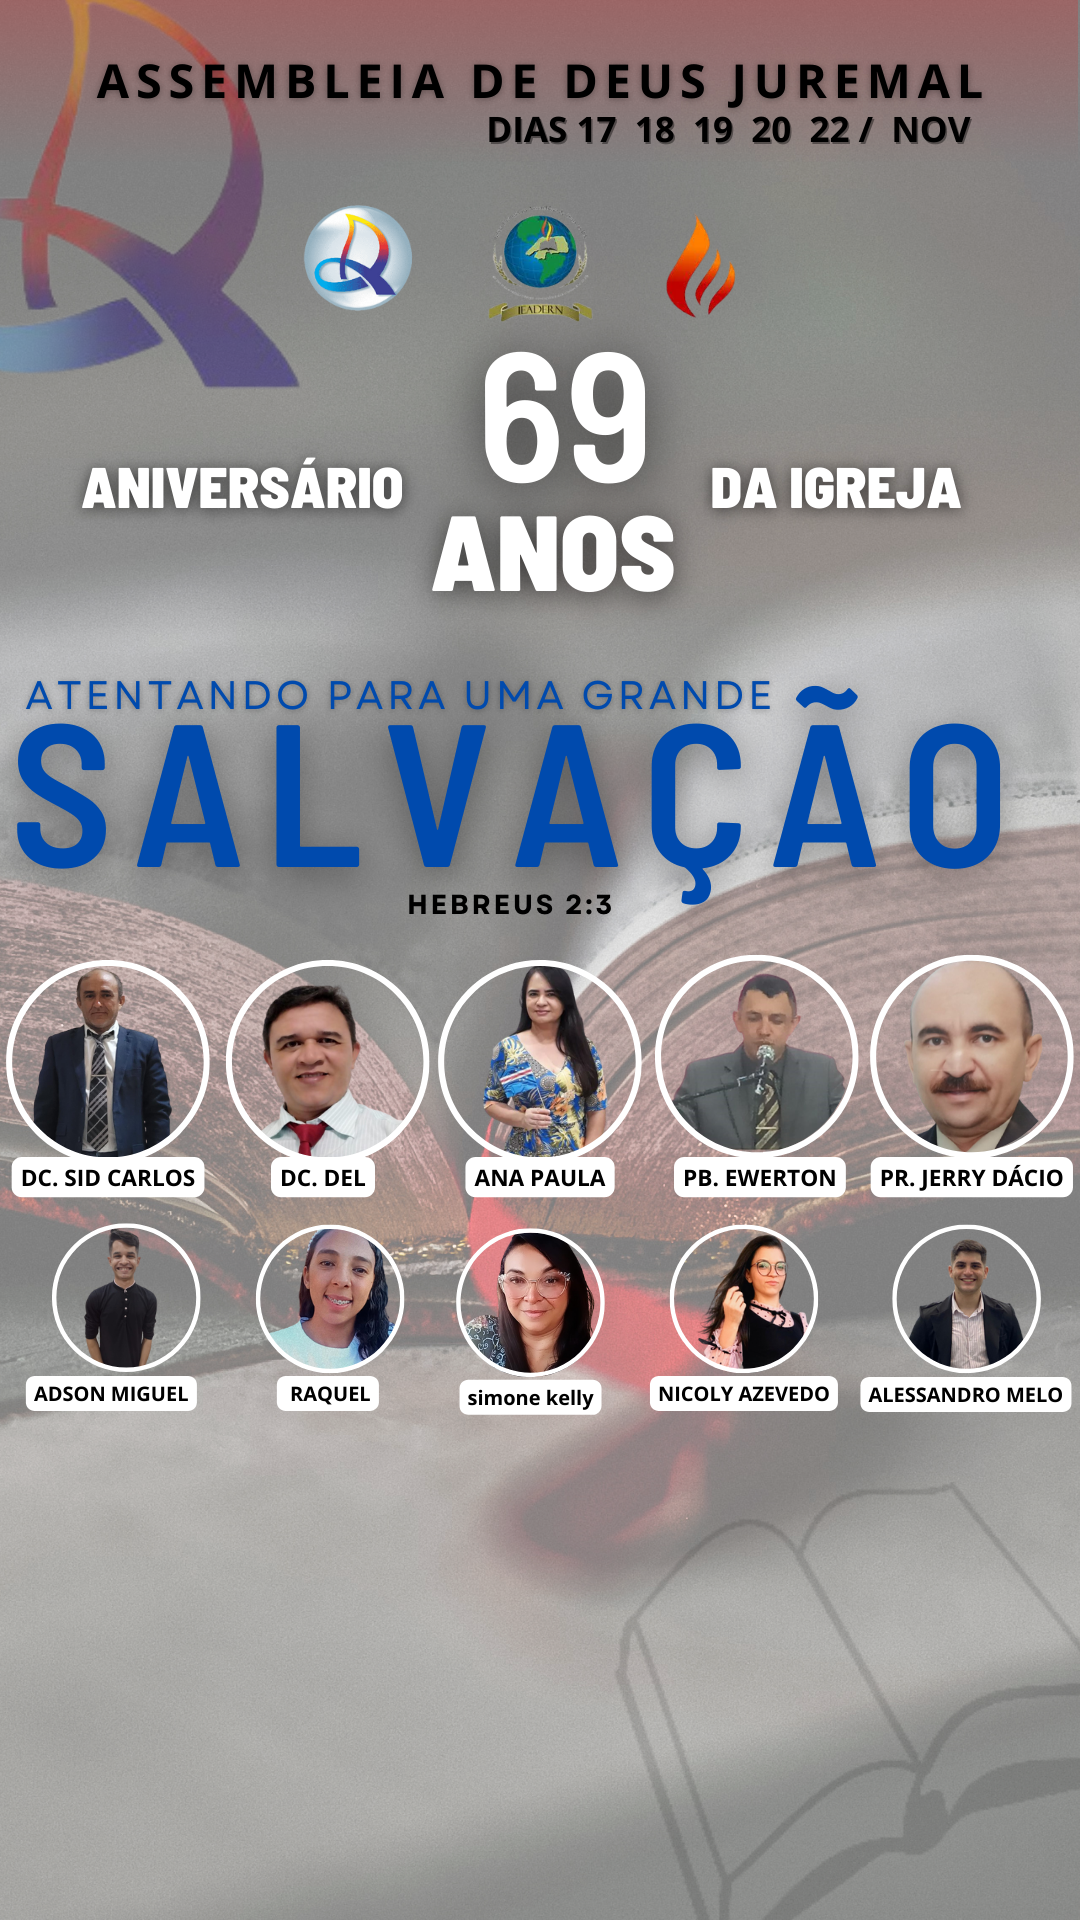 ASSEMBLEIA DE DEUS JUREMAL
DIAS 17 18 19 20 22 / NOV
IEADERN
69
ANIVERSÁRIO
DA IGREJA
ANOS
ATENTANDO PARA UMA GRANDE
SALVAÇÃO
HEBREUS 2:3
DC. SID CARLOS
DC. DEL
ANA PAULA
PB. EWERTON
PR. JERRY DÁCIO
ADSON MIGUEL
RAQUEL
simone kelly
NICOLY AZEVEDO
ALESSANDRO MELO